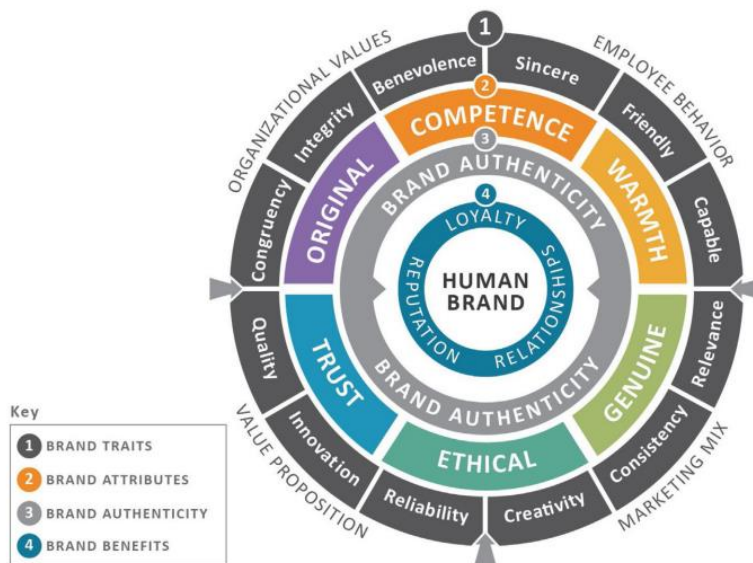 1
ORGANIZATIONAL VALUES
EMPLOYEE BEHAVIOR
Benevolence
Sincere
Integrity
Friendly
Congruency
Capable
Quality
Relevance
Innovation
Consistency
Reliability
Creativity
VALUE PROPOSITION
MARKETING MIX
2
COMPETENCE
ORIGINAL
WARMTH
TRUST
GENUINE
ETHICAL
3
BRAND AUTHENTICITY
BRAND AUTHENTICITY
4
LOYALTY
REPUTATION
RELATIONSHIPS
HUMAN
BRAND
Key
1 BRAND TRAITS
2 BRAND ATTRIBUTES
3 BRAND AUTHENTICITY
4 BRAND BENEFITS